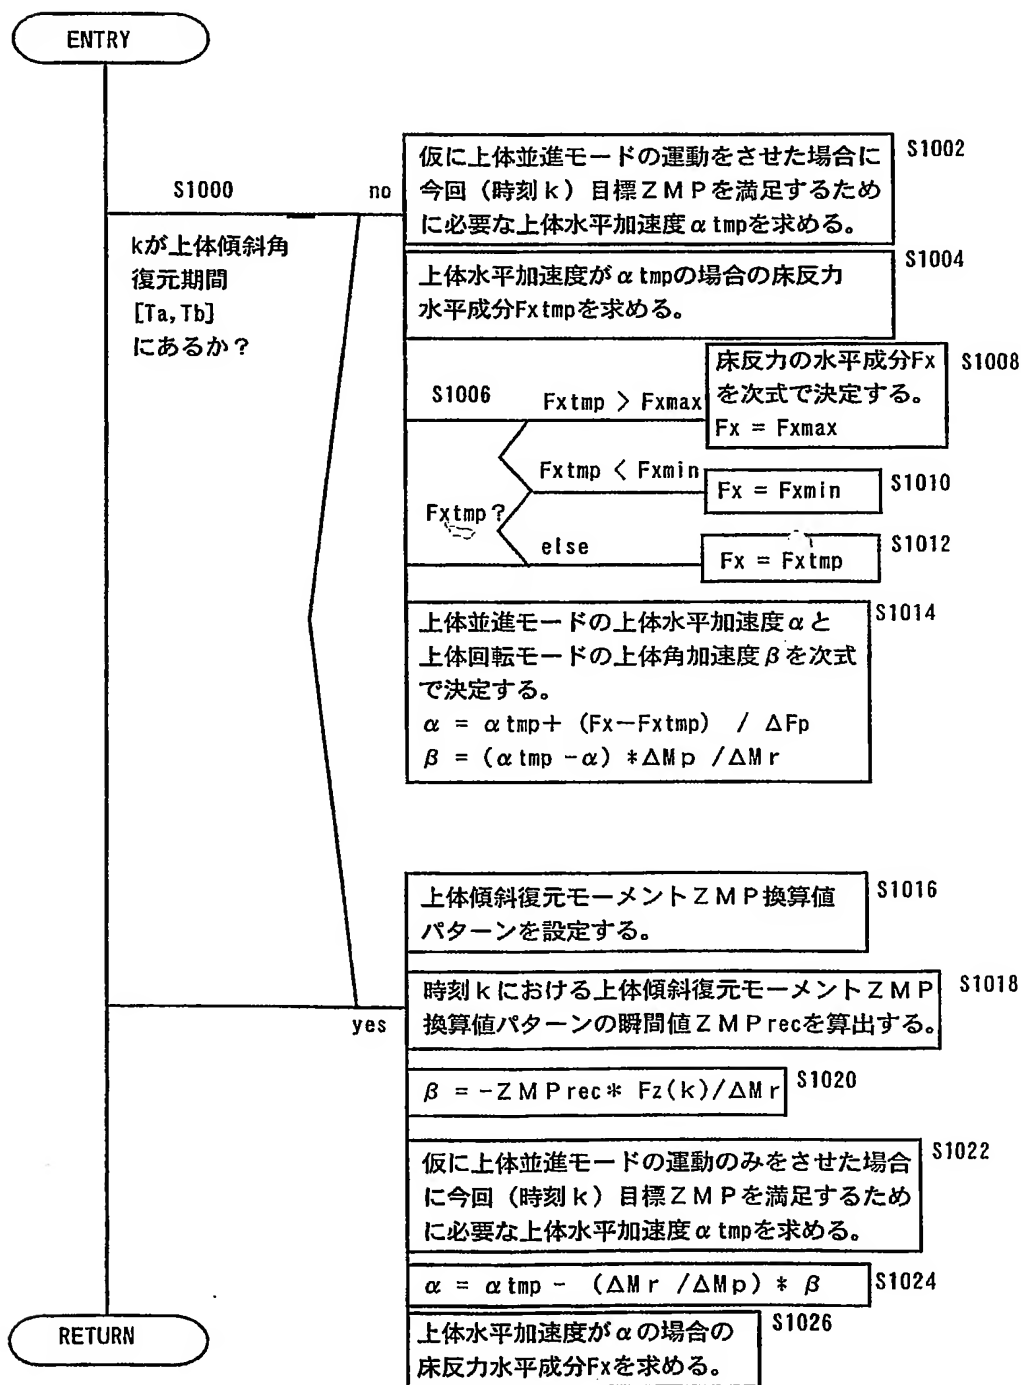 ENTRY
S1000
no
kが上体傾斜角
復元期間
[Ta,Tb]
にあるか？
仮に上体並進モードの運動をさせた場合に
今回（時刻k）目標ZMPを満足するため
に必要な上体水平加速度αtmpを求める。
S1002
上体水平加速度がαtmpの場合の床反力
水平成分Fxtmpを求める。
S1004
S1006
Fxtmp？
Fxtmp > Fxmax
床反力の水平成分Fx
を次式で決定する。
Fx = Fxmax
S1008
Fxtmp < Fxmin
Fx = Fxmin
S1010
else
Fx = Fxtmp
S1012
上体並進モードの上体水平加速度αと
上体回転モードの上体角加速度βを次式
で決定する。
α = αtmp+ (Fx-Fxtmp) / ΔFp
β = (αtmp -α) *ΔMp /ΔMr
S1014
yes
上体傾斜復元モーメントZMP換算値
パターンを設定する。
S1016
時刻kにおける上体傾斜復元モーメントZMP
換算値パターンの瞬間値ZMPrecを算出する。
S1018
β = -ZMPrec* Fz(k)/ΔMr
S1020
仮に上体並進モードの運動のみをさせた場合
に今回（時刻k）目標ZMPを満足するため
に必要な上体水平加速度αtmpを求める。
S1022
α = αtmp - (ΔMr /ΔMp) * β
S1024
上体水平加速度がαの場合の
床反力水平成分Fxを求める。
S1026
RETURN